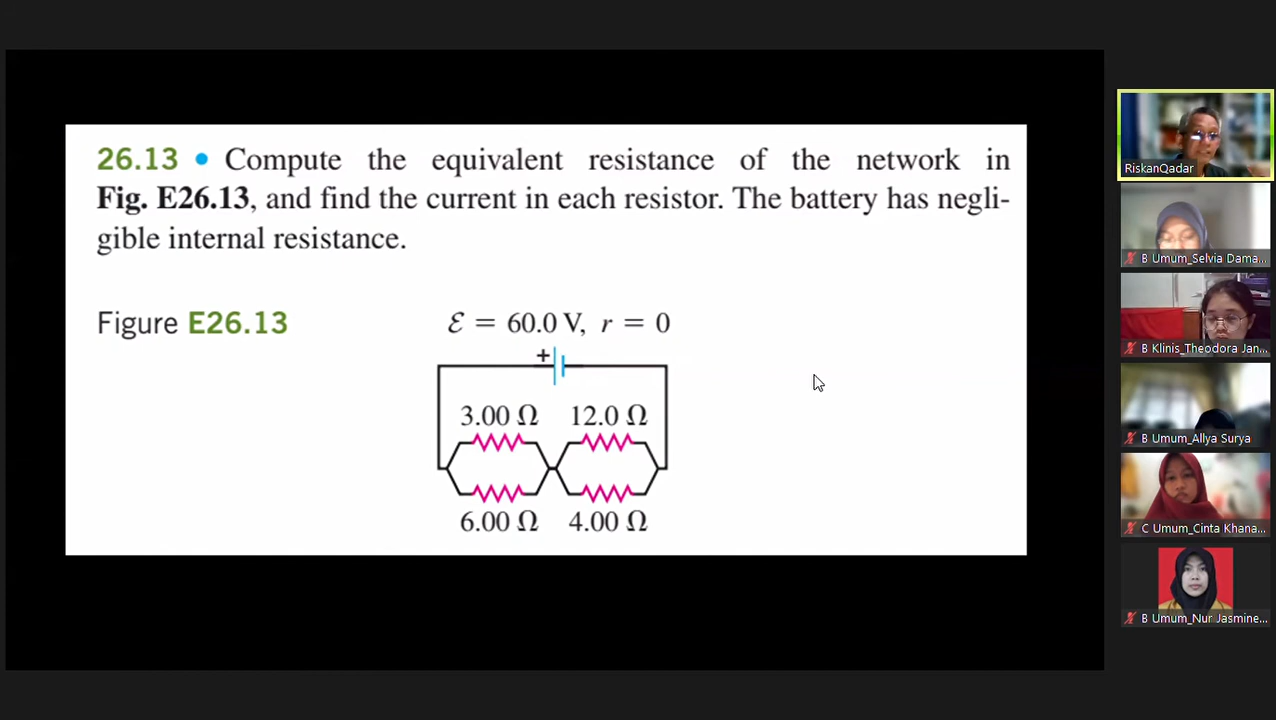 26.13 • Compute the equivalent resistance of the network in
Fig. E26.13, and find the current in each resistor. The battery has negli-
gible internal resistance.
Figure E26.13
ℰ = 60.0 V, r = 0
+
3.00 Ω 12.0 Ω
6.00 Ω 4.00 Ω
RiskanQadar
B Umum_Selvia Dama...
B Klinis_Theodora Jan...
B Umum_Allya Surya
C Umum_Cinta Khana...
B Umum_Nur Jasmine...